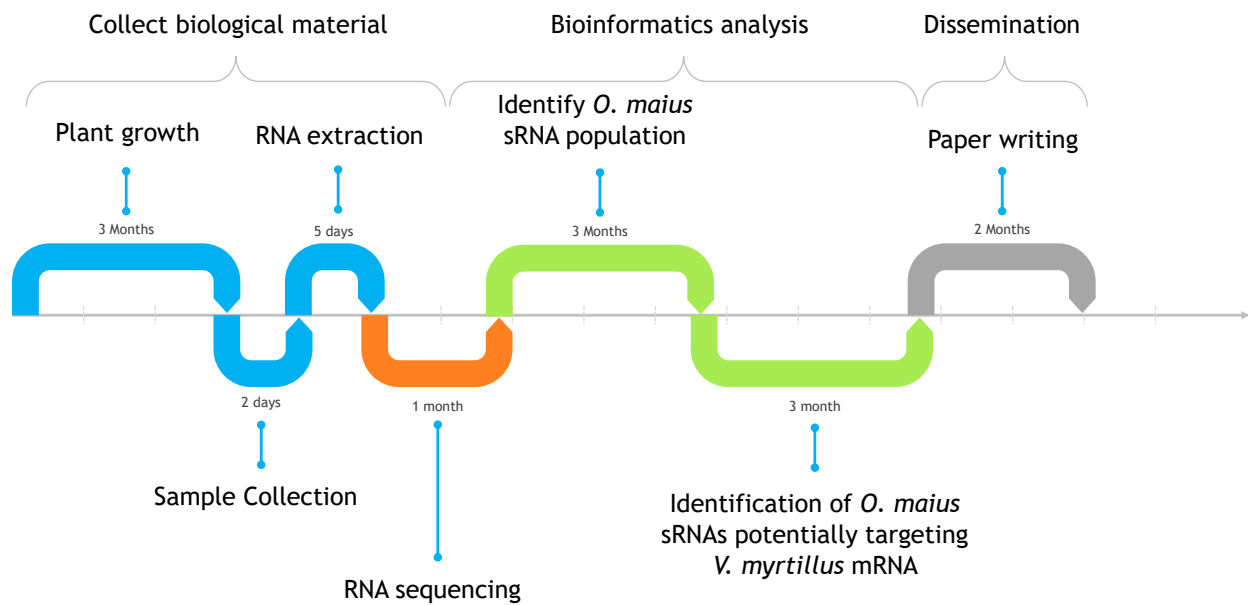 Collect biological material
Bioinformatics analysis
Dissemination
Plant growth
RNA extraction
Identify O. maius
sRNA population
Paper writing
3 Months
5 days
3 Months
2 Months
2 days
1 month
3 month
Sample Collection
Identification of O. maius
sRNAs potentially targeting
V. myrtillus mRNA
RNA sequencing